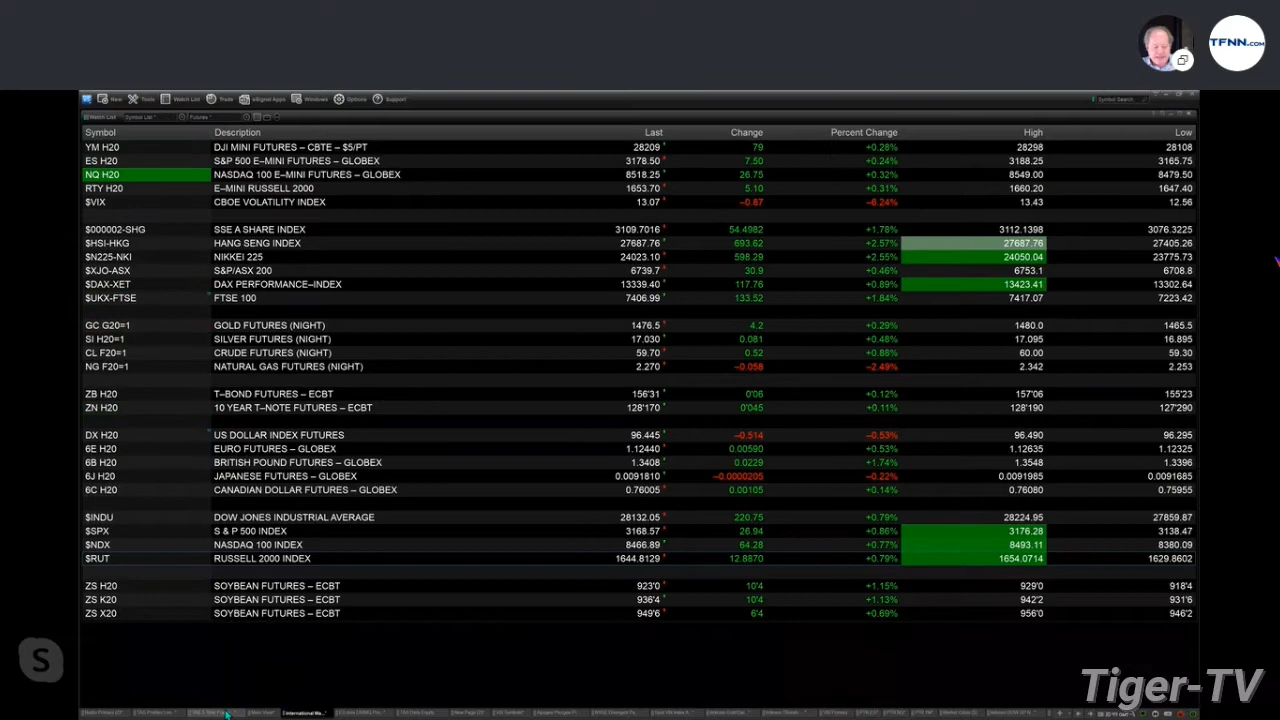 TFNN.COM
New Tools Watch List Trade eSignal Apps Windows Options Support Symbol Search
Watch List Symbol List Futures
Symbol Description Last Change Percent Change High Low
YM H20 DJI MINI FUTURES – CBTE – $5/PT 28209 79 +0.28% 28298 28108
ES H20 S&P 500 E–MINI FUTURES – GLOBEX 3178.50 7.50 +0.24% 3188.25 3165.75
NQ H20 NASDAQ 100 E–MINI FUTURES – GLOBEX 8518.25 26.75 +0.32% 8549.00 8479.50
RTY H20 E–MINI RUSSELL 2000 1653.70 5.10 +0.31% 1660.20 1647.40
$VIX CBOE VOLATILITY INDEX 13.07 –0.87 –6.24% 13.43 12.56
$000002-SHG SSE A SHARE INDEX 3109.7016 54.4982 +1.78% 3112.1398 3076.3225
$HSI-HKG HANG SENG INDEX 27687.76 693.62 +2.57% 27687.76 27405.26
$N225-NKI NIKKEI 225 24023.10 598.29 +2.55% 24050.04 23775.73
$XJO-ASX S&P/ASX 200 6739.7 30.9 +0.46% 6753.1 6708.8
$DAX-XET DAX PERFORMANCE–INDEX 13339.40 117.76 +0.89% 13423.41 13302.64
$UKX-FTSE FTSE 100 7406.99 133.52 +1.84% 7417.07 7223.42
GC G20=1 GOLD FUTURES (NIGHT) 1476.5 4.2 +0.29% 1480.0 1465.5
SI H20=1 SILVER FUTURES (NIGHT) 17.030 0.081 +0.48% 17.095 16.895
CL F20=1 CRUDE FUTURES (NIGHT) 59.70 0.52 +0.88% 60.00 59.30
NG F20=1 NATURAL GAS FUTURES (NIGHT) 2.270 –0.058 –2.49% 2.342 2.253
ZB H20 T–BOND FUTURES – ECBT 156'31 0'06 +0.12% 157'06 155'23
ZN H20 10 YEAR T–NOTE FUTURES – ECBT 128'170 0'045 +0.11% 128'190 127'290
DX H20 US DOLLAR INDEX FUTURES 96.445 –0.514 –0.53% 96.490 96.295
6E H20 EURO FUTURES – GLOBEX 1.12440 0.00590 +0.53% 1.12635 1.12325
6B H20 BRITISH POUND FUTURES – GLOBEX 1.3408 0.0229 +1.74% 1.3548 1.3396
6J H20 JAPANESE FUTURES – GLOBEX 0.0091810 –0.0000205 –0.22% 0.0091985 0.0091685
6C H20 CANADIAN DOLLAR FUTURES – GLOBEX 0.76005 0.00105 +0.14% 0.76080 0.75955
$INDU DOW JONES INDUSTRIAL AVERAGE 28132.05 220.75 +0.79% 28224.95 27859.87
$SPX S & P 500 INDEX 3168.57 26.94 +0.86% 3176.28 3138.47
$NDX NASDAQ 100 INDEX 8466.89 64.28 +0.77% 8493.11 8380.09
$RUT RUSSELL 2000 INDEX 1644.8129 12.8870 +0.79% 1654.0714 1629.8602
ZS H20 SOYBEAN FUTURES – ECBT 923'0 10'4 +1.15% 929'0 918'4
ZS K20 SOYBEAN FUTURES – ECBT 936'4 10'4 +1.13% 942'2 931'6
ZS X20 SOYBEAN FUTURES – ECBT 949'6 6'4 +0.69% 956'0 946'2
S
Tiger-TV